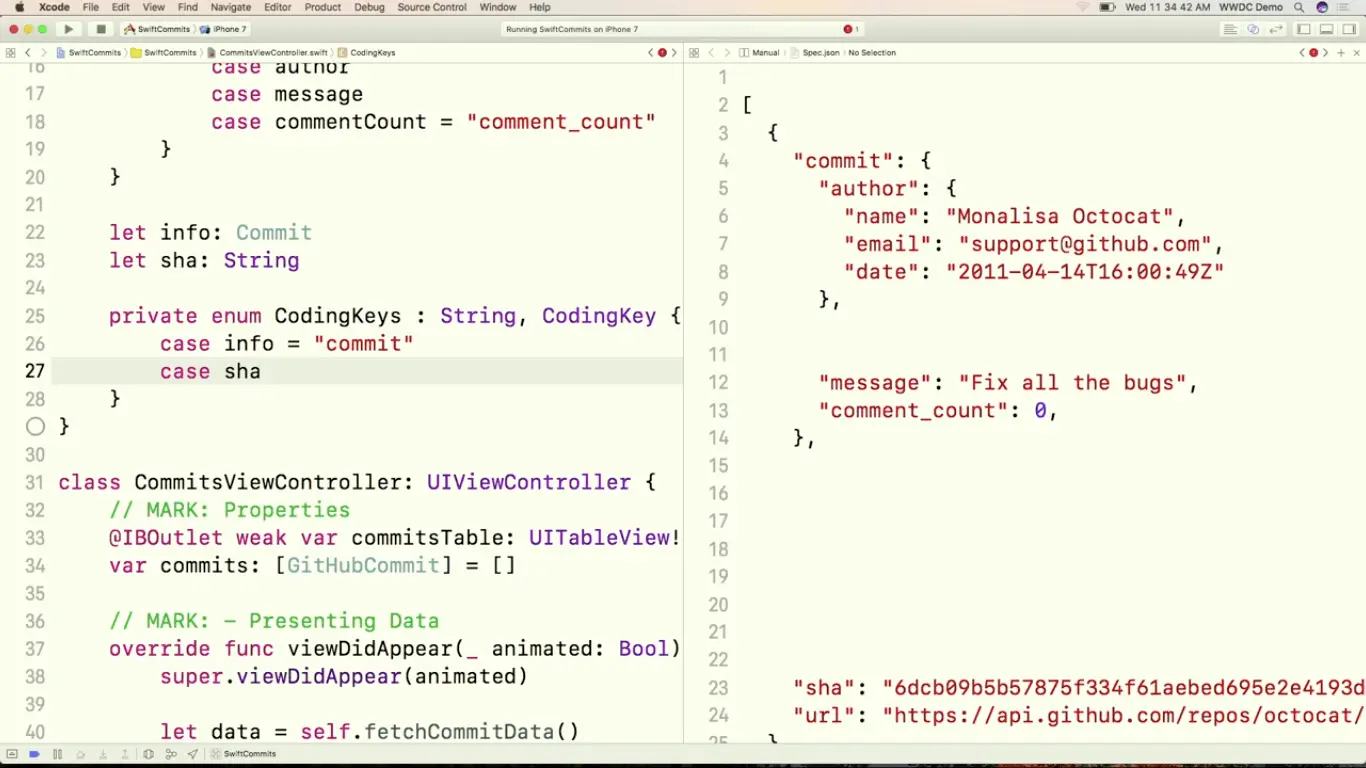 Xcode File Edit View Find Navigate Editor Product Debug Source Control Window Help Wed 11 34 42 AM WWDC Demo
SwiftCommits iPhone 7 Running SwiftCommits on iPhone 7 1
SwiftCommits SwiftCommits CommitsViewController.swift CodingKeys
Manual Spec.json No Selection
16 case author
17 case message
18 case commentCount = "comment_count"
19 }
20 }
21
22 let info: Commit
23 let sha: String
24
25 private enum CodingKeys : String, CodingKey {
26 case info = "commit"
27 case sha
28 }
}
30
31 class CommitsViewController: UIViewController {
32 // MARK: Properties
33 @IBOutlet weak var commitsTable: UITableView!
34 var commits: [GitHubCommit] = []
35
36 // MARK: - Presenting Data
37 override func viewDidAppear(_ animated: Bool)
38 super.viewDidAppear(animated)
39
40 let data = self.fetchCommitData()
1
2 [
3 {
4 "commit": {
5 "author": {
6 "name": "Monalisa Octocat",
7 "email": "support@github.com",
8 "date": "2011-04-14T16:00:49Z"
9 },
10
11
12 "message": "Fix all the bugs",
13 "comment_count": 0,
14 },
15
16
17
18
19
20
21
22
23 "sha": "6dcb09b5b57875f334f61aebed695e2e4193d
24 "url": "https://api.github.com/repos/octocat/
25 }
SwiftCommits